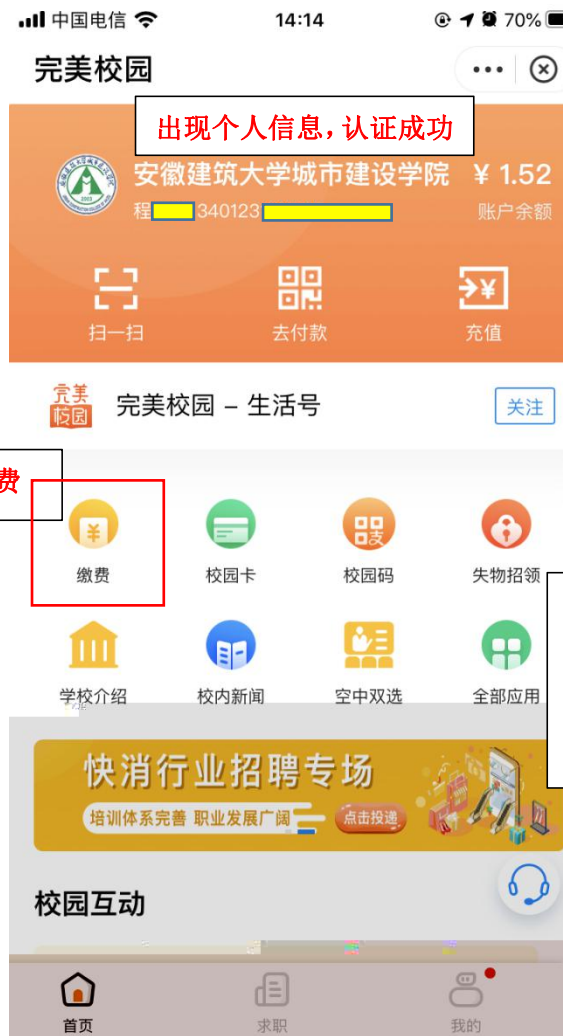 中国电信 14:14 70%
完美校园
出现个人信息,认证成功
安徽建筑大学城市建设学院 ¥ 1.52
程 340123 账户余额
扫一扫 去付款 充值
完美校园
完美校园 – 生活号 关注
费
缴费 校园卡 校园码 失物招领
学校介绍 校内新闻 空中双选 全部应用
快消行业招聘专场
培训体系完善 职业发展广阔 点击投递
校园互动
首页 求职 我的